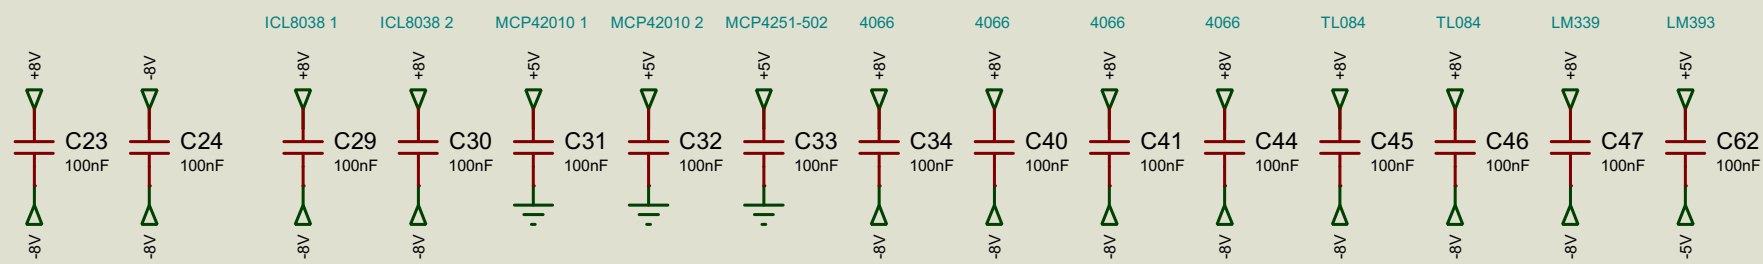 ICL8038 1 ICL8038 2 MCP42010 1 MCP42010 2 MCP4251-502 4066 4066 4066 4066 TL084 TL084 LM339 LM393
+8V -8V +8V +8V +5V +5V +5V +8V +8V +8V +8V +8V +8V +8V +5V
C23 C24 C29 C30 C31 C32 C33 C34 C40 C41 C44 C45 C46 C47 C62
100nF 100nF 100nF 100nF 100nF 100nF 100nF 100nF 100nF 100nF 100nF 100nF 100nF 100nF 100nF
-8V -8V -8V -8V -8V -8V -8V -8V -8V -8V -8V -5V